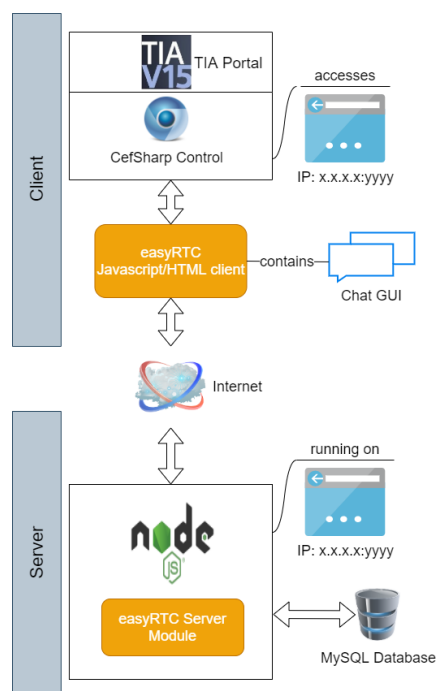 Client
TIA
V15
TIA Portal
CefSharp Control
accesses
IP: x.x.x.x:yyyy
easyRTC
Javascript/HTML client
contains
Chat GUI
Internet
Server
running on
IP: x.x.x.x:yyyy
node
JS
easyRTC Server
Module
MySQL Database